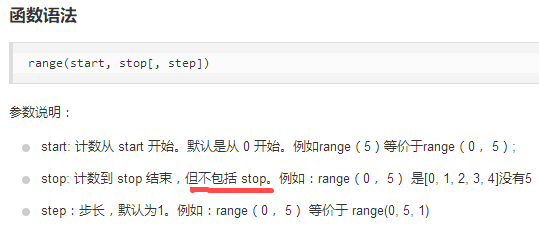 函数语法
range(start, stop[, step])
参数说明：
start: 计数从 start 开始。默认是从 0 开始。例如range（5）等价于range（0， 5）;
stop: 计数到 stop 结束，但不包括 stop。例如：range（0， 5） 是[0, 1, 2, 3, 4]没有5
step：步长，默认为1。例如：range（0， 5） 等价于 range(0, 5, 1)